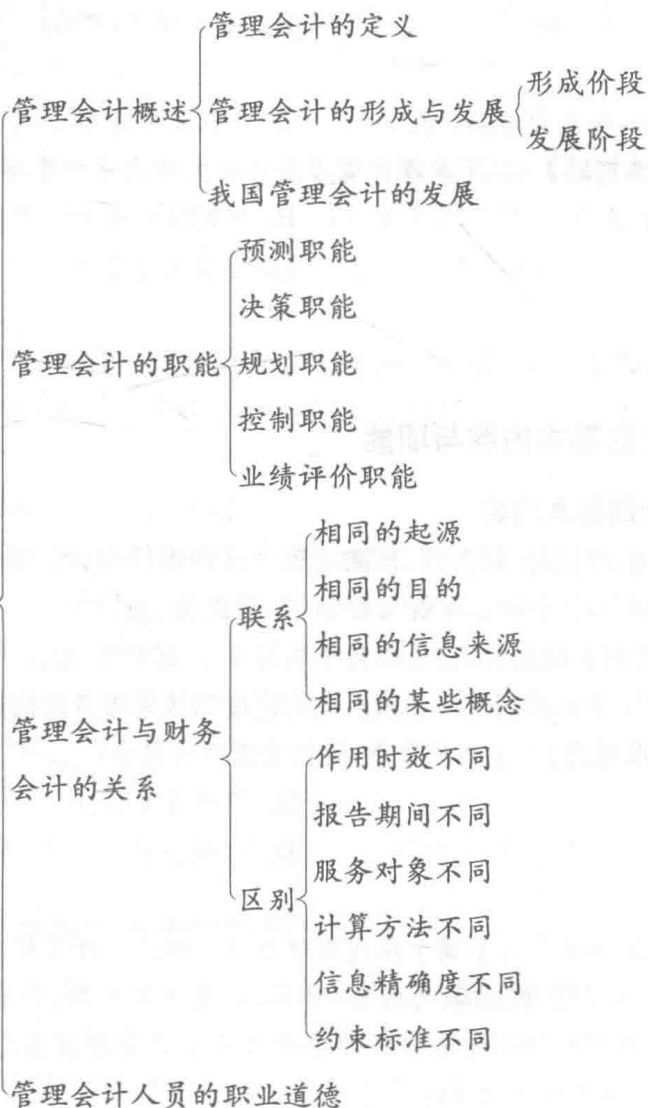 管理会计概述
管理会计的定义
管理会计的形成与发展
形成价段
发展阶段
我国管理会计的发展
管理会计的职能
预测职能
决策职能
规划职能
控制职能
业绩评价职能
管理会计与财务
会计的关系
联系
相同的起源
相同的目的
相同的信息来源
相同的某些概念
区别
作用时效不同
报告期间不同
服务对象不同
计算方法不同
信息精确度不同
约束标准不同
管理会计人员的职业道德